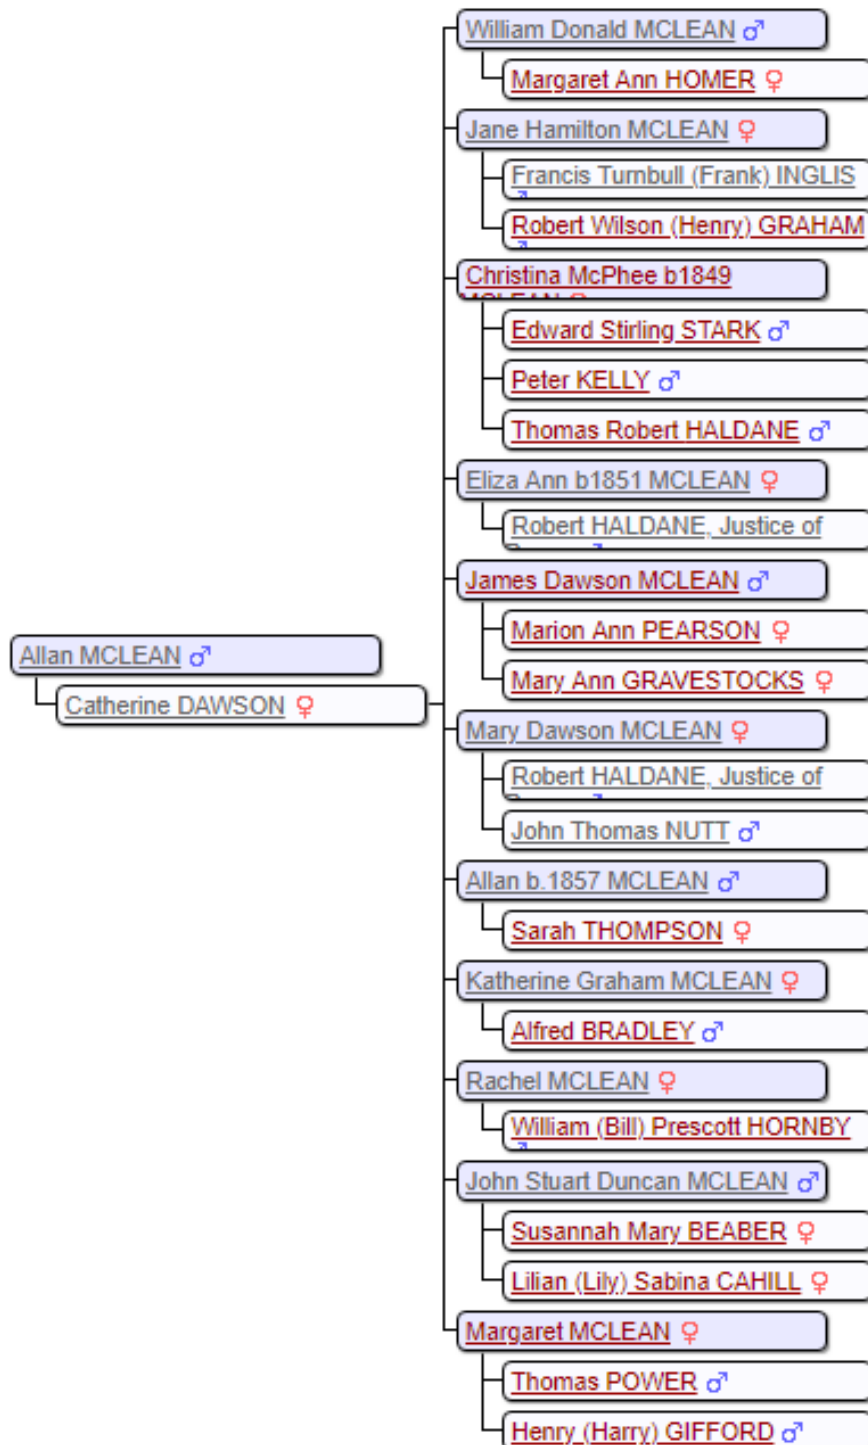 William Donald MCLEAN ♂
Margaret Ann HOMER ♀
Jane Hamilton MCLEAN ♀
Francis Turnbull (Frank) INGLIS
Robert Wilson (Henry) GRAHAM
Christina McPhee b1849
MCLEAN ♀
Edward Stirling STARK ♂
Peter KELLY ♂
Thomas Robert HALDANE ♂
Eliza Ann b1851 MCLEAN ♀
Robert HALDANE, Justice of
James Dawson MCLEAN ♂
Marion Ann PEARSON ♀
Allan MCLEAN ♂
Mary Ann GRAVESTOCKS ♀
Catherine DAWSON ♀
Mary Dawson MCLEAN ♀
Robert HALDANE, Justice of
John Thomas NUTT ♂
Allan b.1857 MCLEAN ♂
Sarah THOMPSON ♀
Katherine Graham MCLEAN ♀
Alfred BRADLEY ♂
Rachel MCLEAN ♀
William (Bill) Prescott HORNBY
John Stuart Duncan MCLEAN ♂
Susannah Mary BEABER ♀
Lilian (Lily) Sabina CAHILL ♀
Margaret MCLEAN ♀
Thomas POWER ♂
Henry (Harry) GIFFORD ♂